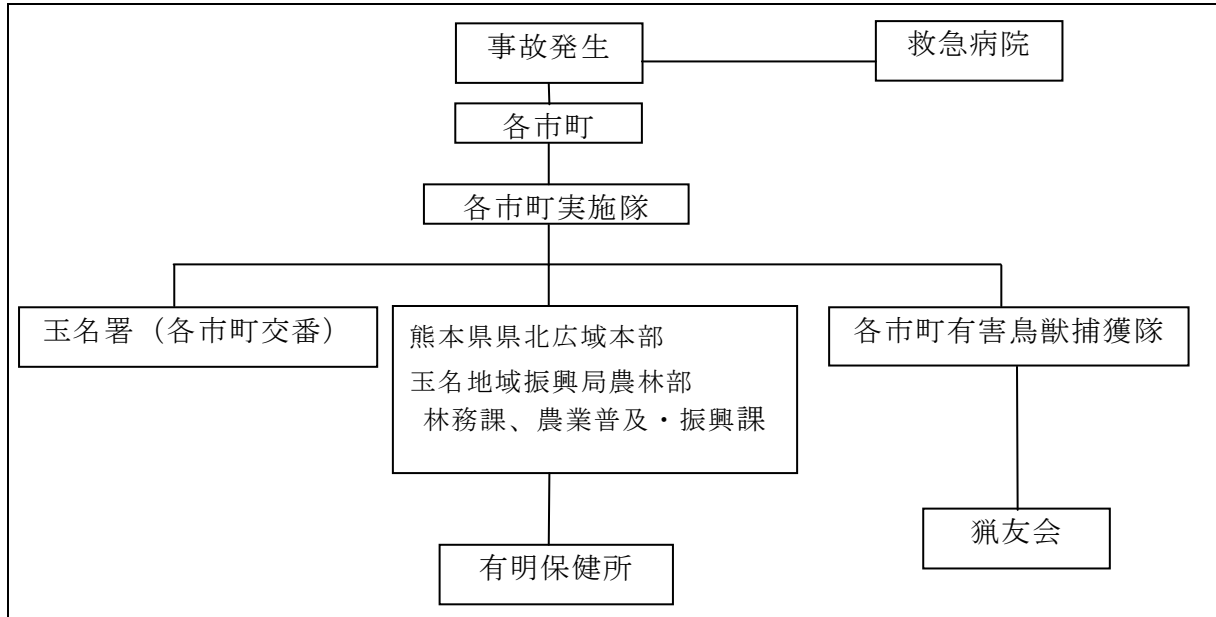 事故発生
救急病院
各市町
各市町実施隊
玉名署（各市町交番）
熊本県県北広域本部
玉名地域振興局農林部
林務課、農業普及・振興課
各市町有害鳥獣捕獲隊
有明保健所
猟友会